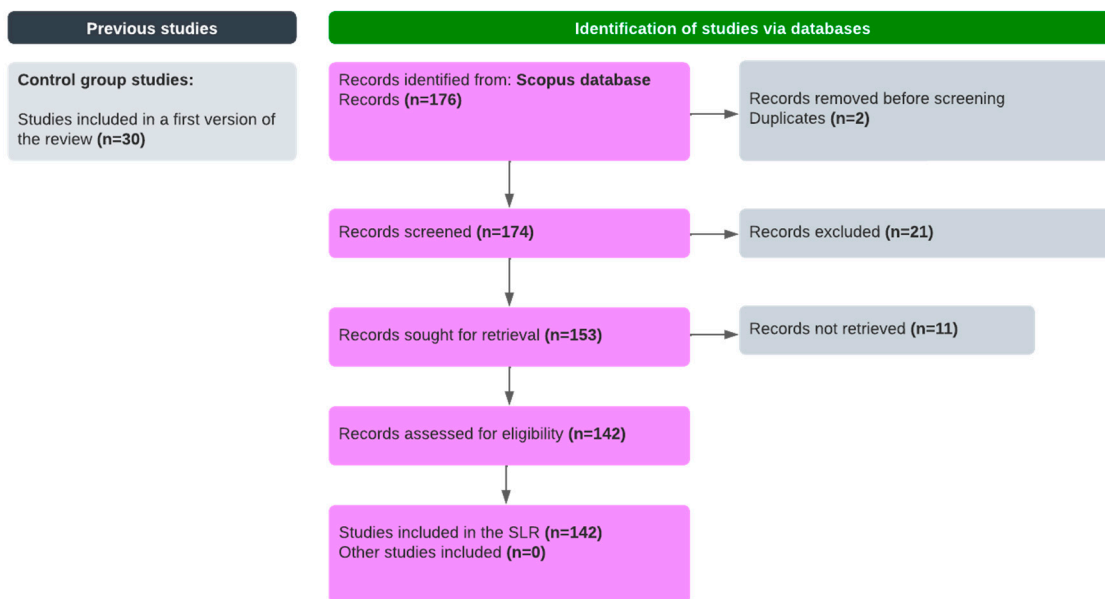 Previous studies
Control group studies:
Studies included in a first version of
the review (n=30)
Identification of studies via databases
Records identified from: Scopus database
Records (n=176)
Records removed before screening
Duplicates (n=2)
Records screened (n=174)
Records excluded (n=21)
Records sought for retrieval (n=153)
Records not retrieved (n=11)
Records assessed for eligibility (n=142)
Studies included in the SLR (n=142)
Other studies included (n=0)